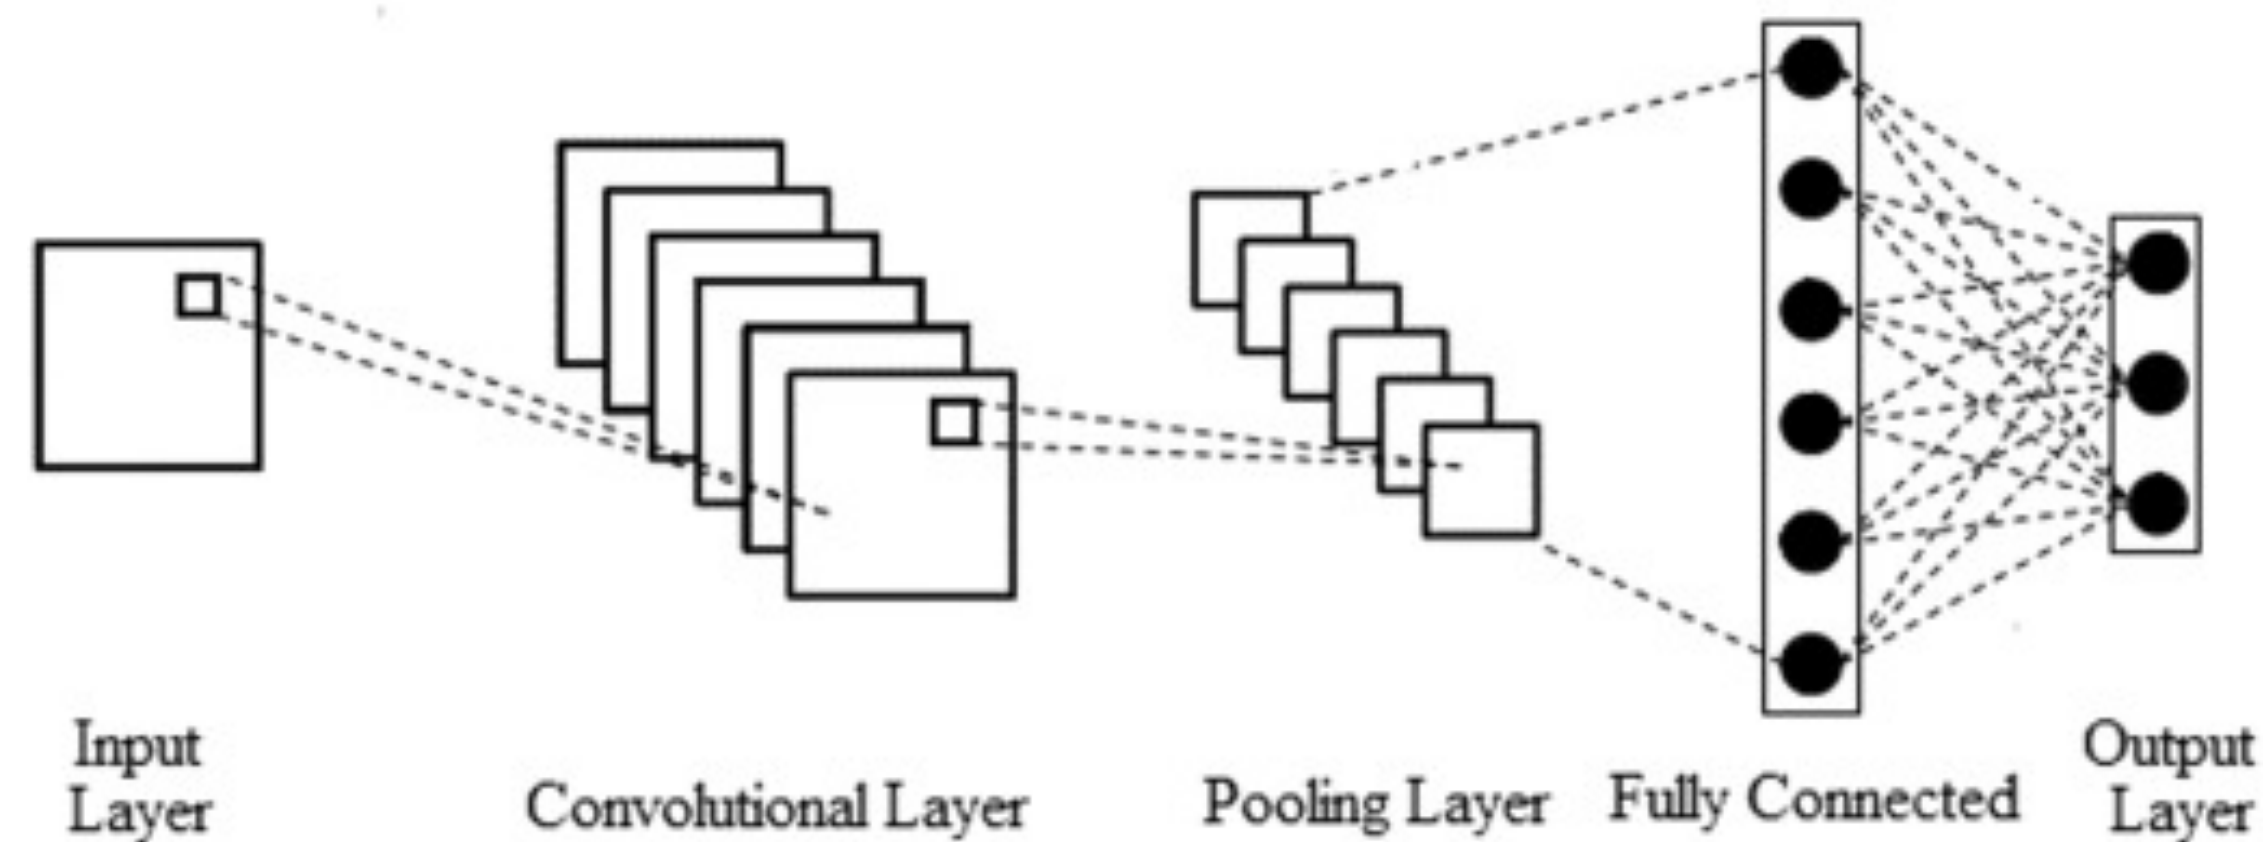 Input
Layer
Convolutional Layer
Pooling Layer
Fully Connected
Output
Layer